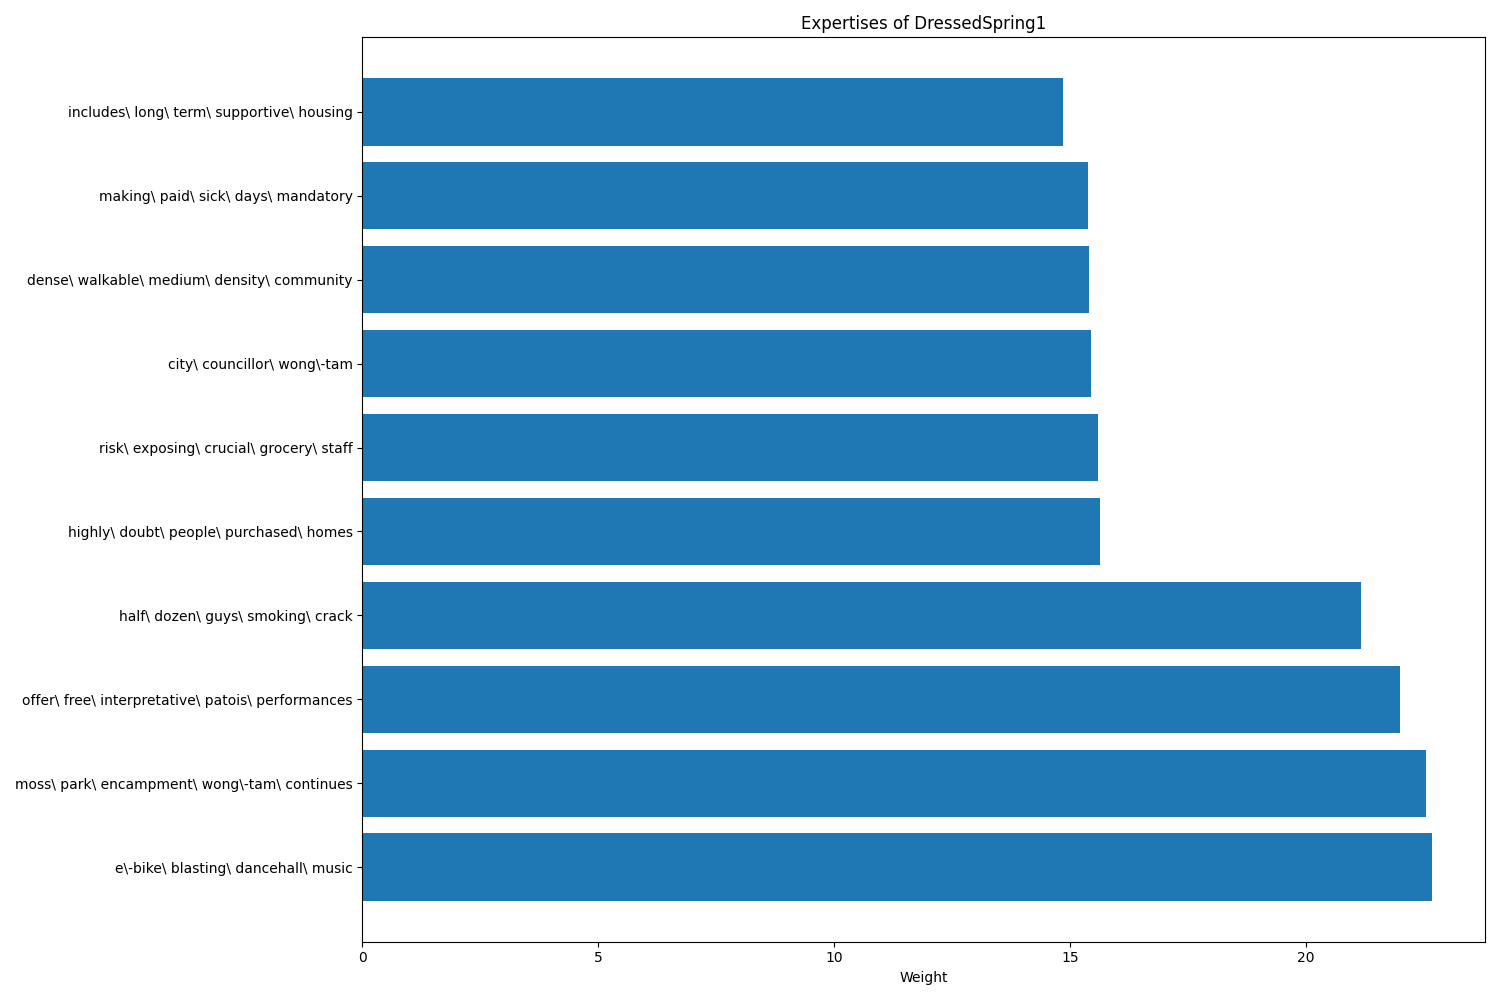 Expertises of DressedSpring1
includes\ long\ term\ supportive\ housing
making\ paid\ sick\ days\ mandatory
dense\ walkable\ medium\ density\ community
city\ councillor\ wong\-tam
risk\ exposing\ crucial\ grocery\ staff
highly\ doubt\ people\ purchased\ homes
half\ dozen\ guys\ smoking\ crack
offer\ free\ interpretative\ patois\ performances
moss\ park\ encampment\ wong\-tam\ continues
e\-bike\ blasting\ dancehall\ music
0 5 10 15 20
Weight